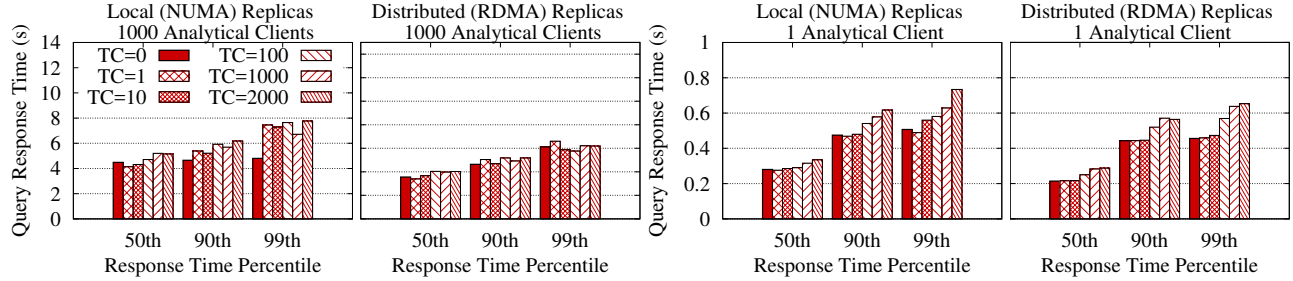 Local (NUMA) Replicas
1000 Analytical Clients
Query Response Time (s)
14
12
10
8
6
4
2
0
TC=0
TC=1
TC=10
TC=100
TC=1000
TC=2000
50th 90th 99th
Response Time Percentile
Distributed (RDMA) Replicas
1000 Analytical Clients
50th 90th 99th
Response Time Percentile
Local (NUMA) Replicas
1 Analytical Client
Query Response Time (s)
1
0.8
0.6
0.4
0.2
0
50th 90th 99th
Response Time Percentile
Distributed (RDMA) Replicas
1 Analytical Client
50th 90th 99th
Response Time Percentile